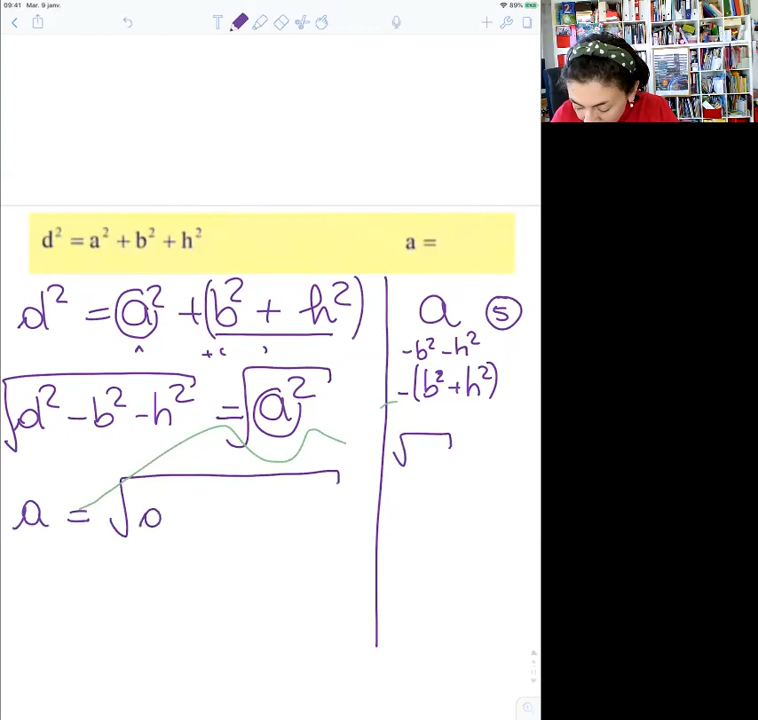 09:41 Mar. 9 janv.
89%
T
d² = a² + b² + h² a =
d² = a² + (b² + h²)
a 5
-b² - h²
-(b² + h²)
√d² - b² - h² = √a²
√
a = √